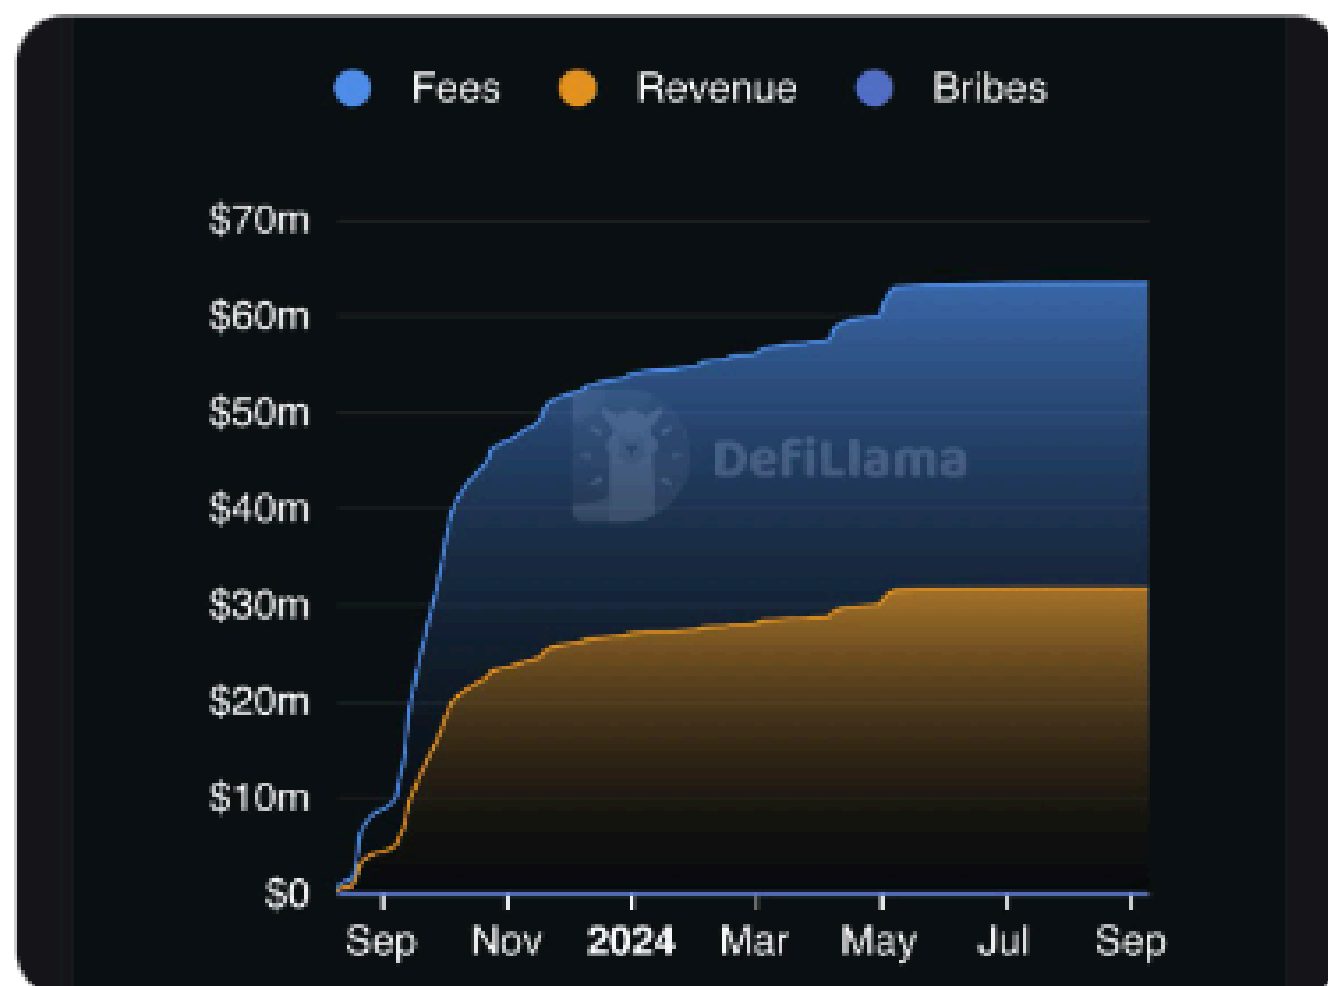 Fees Revenue Bribes
$70m
$60m
$50m
DefiLlama
$40m
$30m
$20m
$10m
$0
Sep Nov 2024 Mar May Jul Sep